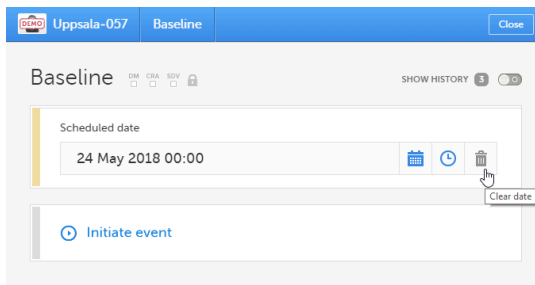 DEMO Uppsala-057 Baseline Close
Baseline DM CRA SDV SHOW HISTORY 3
Scheduled date
24 May 2018 00:00
Clear date
Initiate event